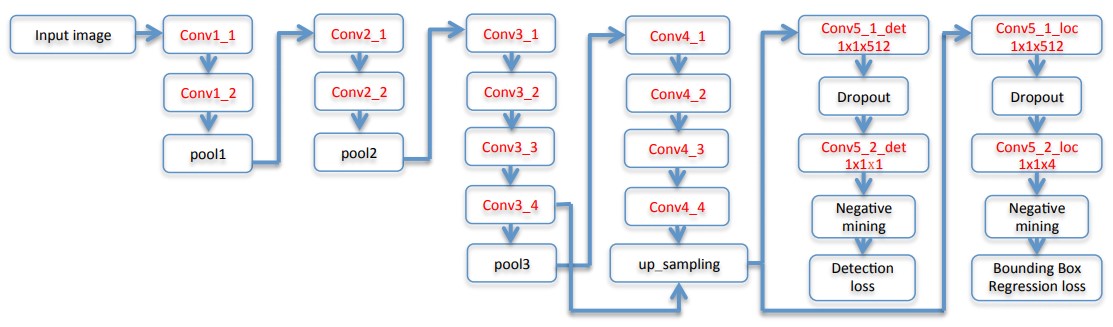 Input image
Conv1_1
Conv1_2
pool1
Conv2_1
Conv2_2
pool2
Conv3_1
Conv3_2
Conv3_3
Conv3_4
pool3
Conv4_1
Conv4_2
Conv4_3
Conv4_4
up_sampling
Conv5_1_det
1x1x512
Dropout
Conv5_2_det
1x1x1
Negative
mining
Detection
loss
Conv5_1_loc
1x1x512
Dropout
Conv5_2_loc
1x1x4
Negative
mining
Bounding Box
Regression loss